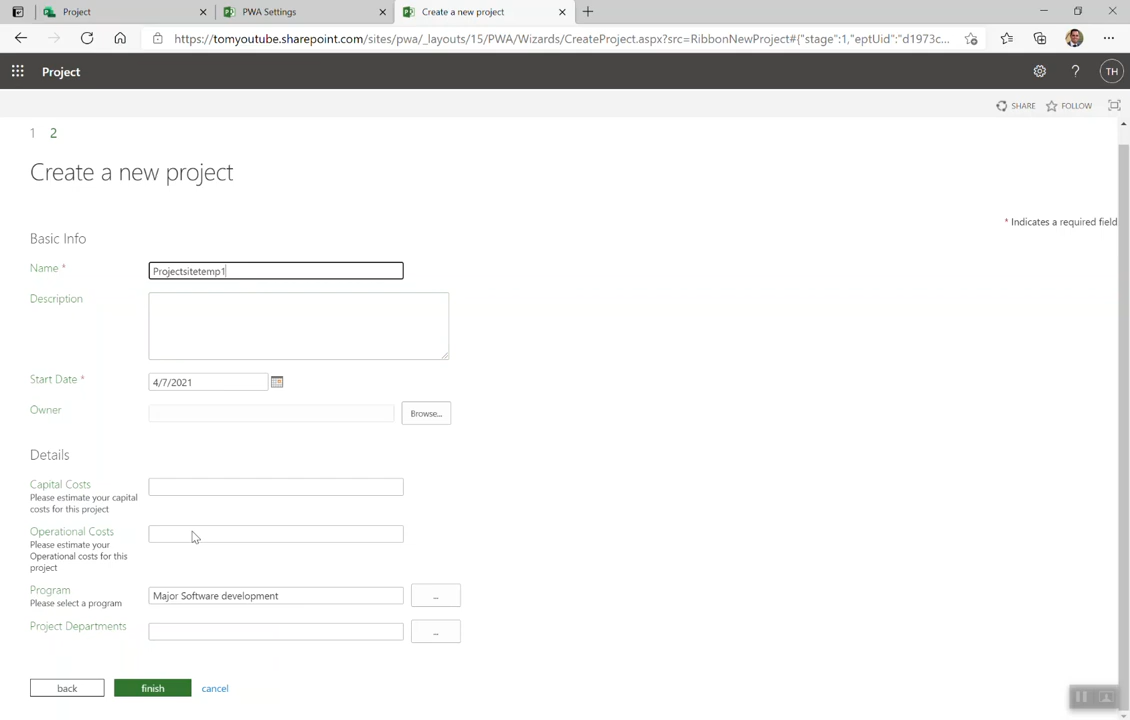 Project
PWA Settings
Create a new project
https://tomyoutube.sharepoint.com/sites/pwa/_layouts/15/PWA/Wizards/CreateProject.aspx?src=RibbonNewProject#{"stage":1,"eptUid":"d1973c...
Project
TH
SHARE FOLLOW
1 2
Create a new project
* Indicates a required field
Basic Info
Name * Projectsitetemp1
Description
Start Date * 4/7/2021
Owner Browse...
Details
Capital Costs
Please estimate your capital
costs for this project
Operational Costs
Please estimate your
Operational costs for this
project
Program Major Software development ...
Please select a program
Project Departments ...
back finish cancel